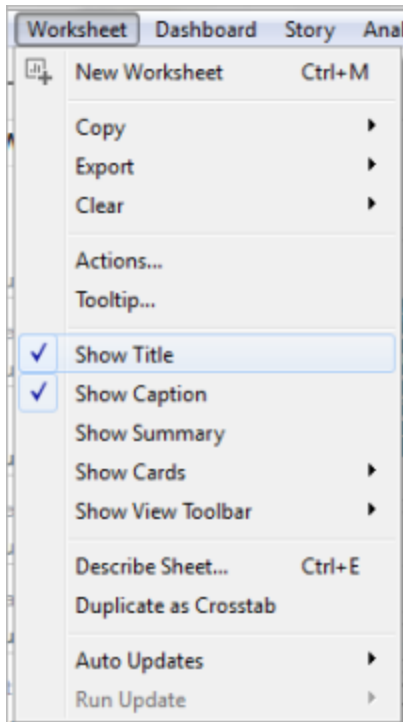 Worksheet Dashboard Story
New Worksheet Ctrl+M
Copy
Export
Clear
Actions...
Tooltip...
Show Title
Show Caption
Show Summary
Show Cards
Show View Toolbar
Describe Sheet... Ctrl+E
Duplicate as Crosstab
Auto Updates
Run Update